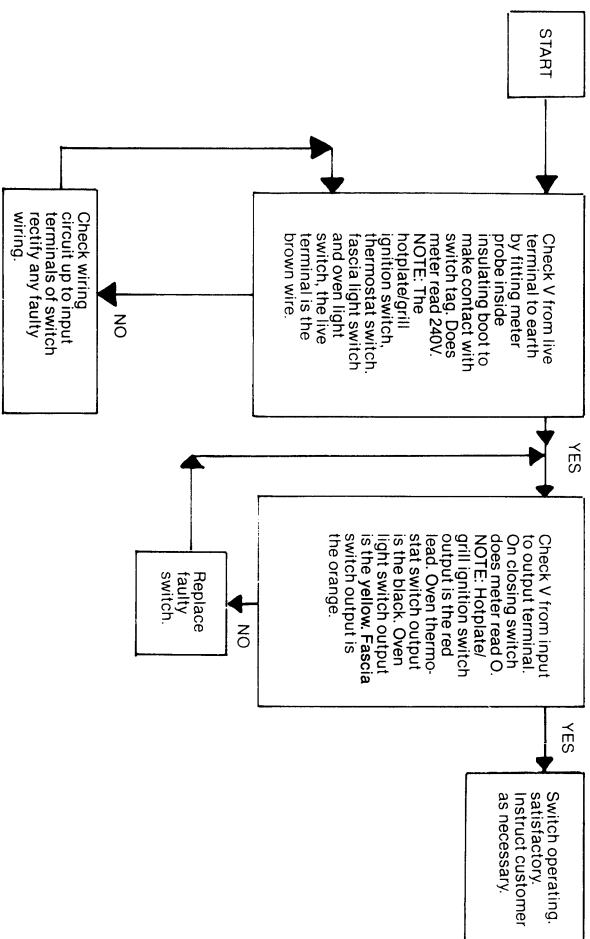 START
Check V from live
terminal to earth
by fitting meter
probe inside
insulating boot to
make contact with
switch tag. Does
meter read 240V.
NOTE: The
hotplate/grill
ignition switch,
thermostat switch.
fascia light switch
and oven light
switch, the live
terminal is the
brown wire.
NO
Check wiring
circuit up to input
terminals of switch
rectify any faulty
wiring.
YES
Check V from input
to output terminal.
On closing switch
does meter read O.
NOTE: Hotplate/
grill ignition switch
output is the red
lead. Oven thermo-
stat switch output
is the black. Oven
light switch output
is the yellow. Fascia
switch output is
the orange.
NO
Replace
faulty
switch.
YES
Switch operating.
satisfactory.
Instruct customer
as necessary.